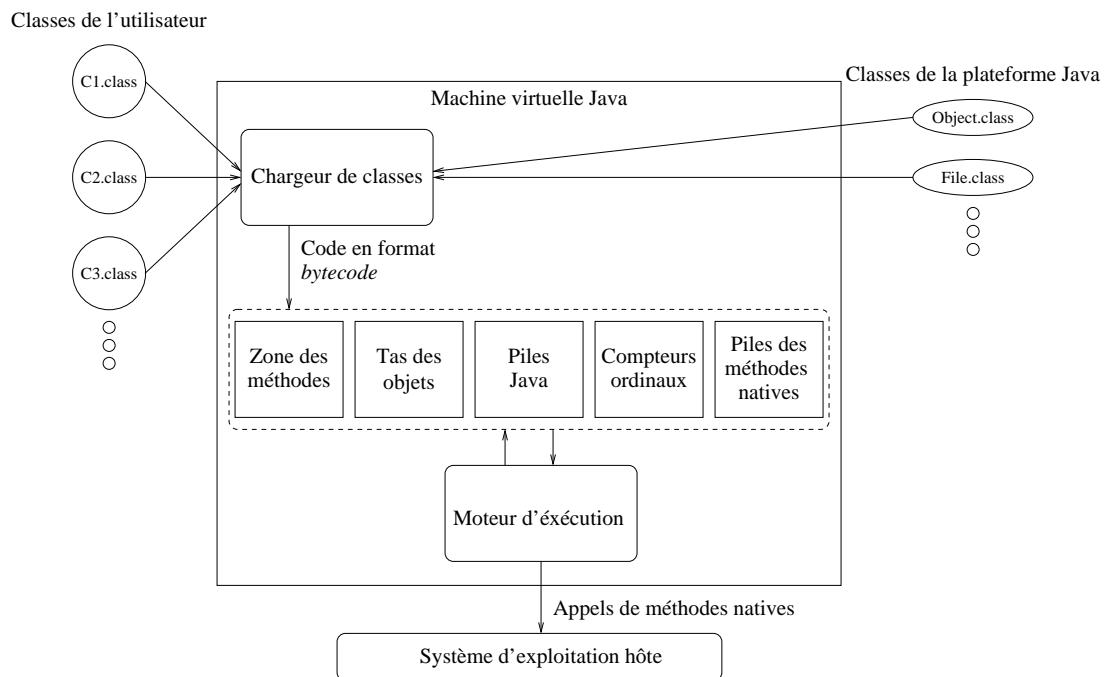 Classes de l'utilisateur
C1.class
C2.class
C3.class
Machine virtuelle Java
Classes de la plateforme Java
Object.class
File.class
Chargeur de classes
Code en format
bytecode
Zone des
méthodes
Tas des
objets
Piles
Java
Compteurs
ordinaux
Piles des
méthodes
natives
Moteur d'éxécution
Appels de méthodes natives
Système d'exploitation hôte